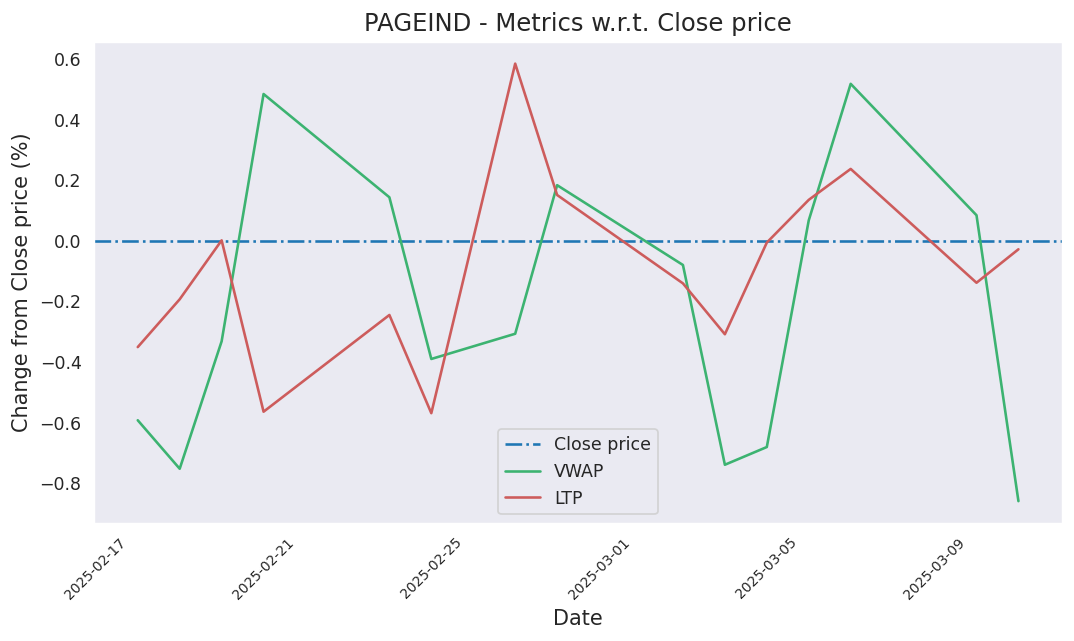 PAGEIND - Metrics w.r.t. Close price
Change from Close price (%)
0.6
0.4
0.2
0.0
−0.2
−0.4
−0.6
−0.8
Close price
VWAP
LTP
2025-02-17
2025-02-21
2025-02-25
2025-03-01
2025-03-05
2025-03-09
Date